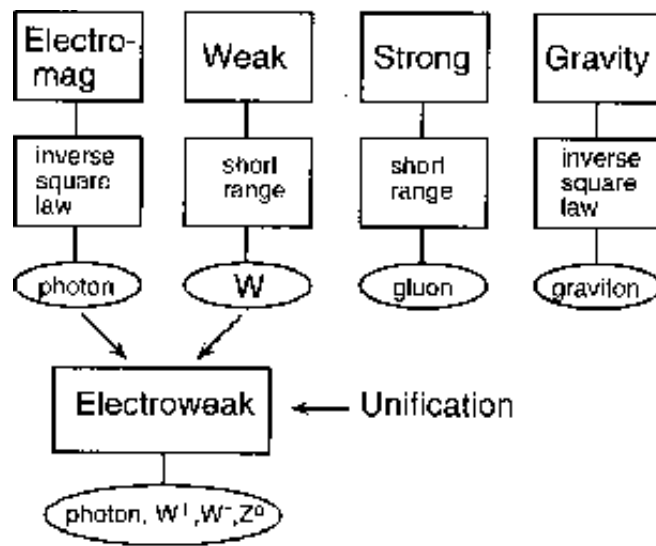 Electro-
mag
Weak
Strong
Gravity
inverse
square
law
short
range
short
range
inverse
square
law
photon
W
gluon
graviton
Electroweak
Unification
photon, W⁺, W⁻, Z⁰